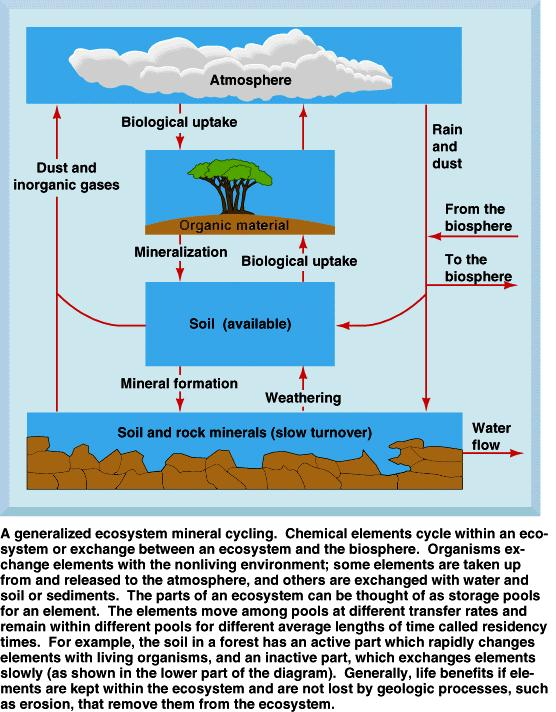 Atmosphere
Biological uptake
Rain
and
dust
Dust and
inorganic gases
From the
biosphere
Organic material
Mineralization
Biological uptake
To the
biosphere
Soil (available)
Mineral formation
Weathering
Soil and rock minerals (slow turnover)
Water
flow
A generalized ecosystem mineral cycling. Chemical elements cycle within an eco-
system or exchange between an ecosystem and the biosphere. Organisms ex-
change elements with the nonliving environment; some elements are taken up
from and released to the atmosphere, and others are exchanged with water and
soil or sediments. The parts of an ecosystem can be thought of as storage pools
for an element. The elements move among pools at different transfer rates and
remain within different pools for different average lengths of time called residency
times. For example, the soil in a forest has an active part which rapidly changes
elements with living organisms, and an inactive part, which exchanges elements
slowly (as shown in the lower part of the diagram). Generally, life benefits if ele-
ments are kept within the ecosystem and are not lost by geologic processes, such
as erosion, that remove them from the ecosystem.